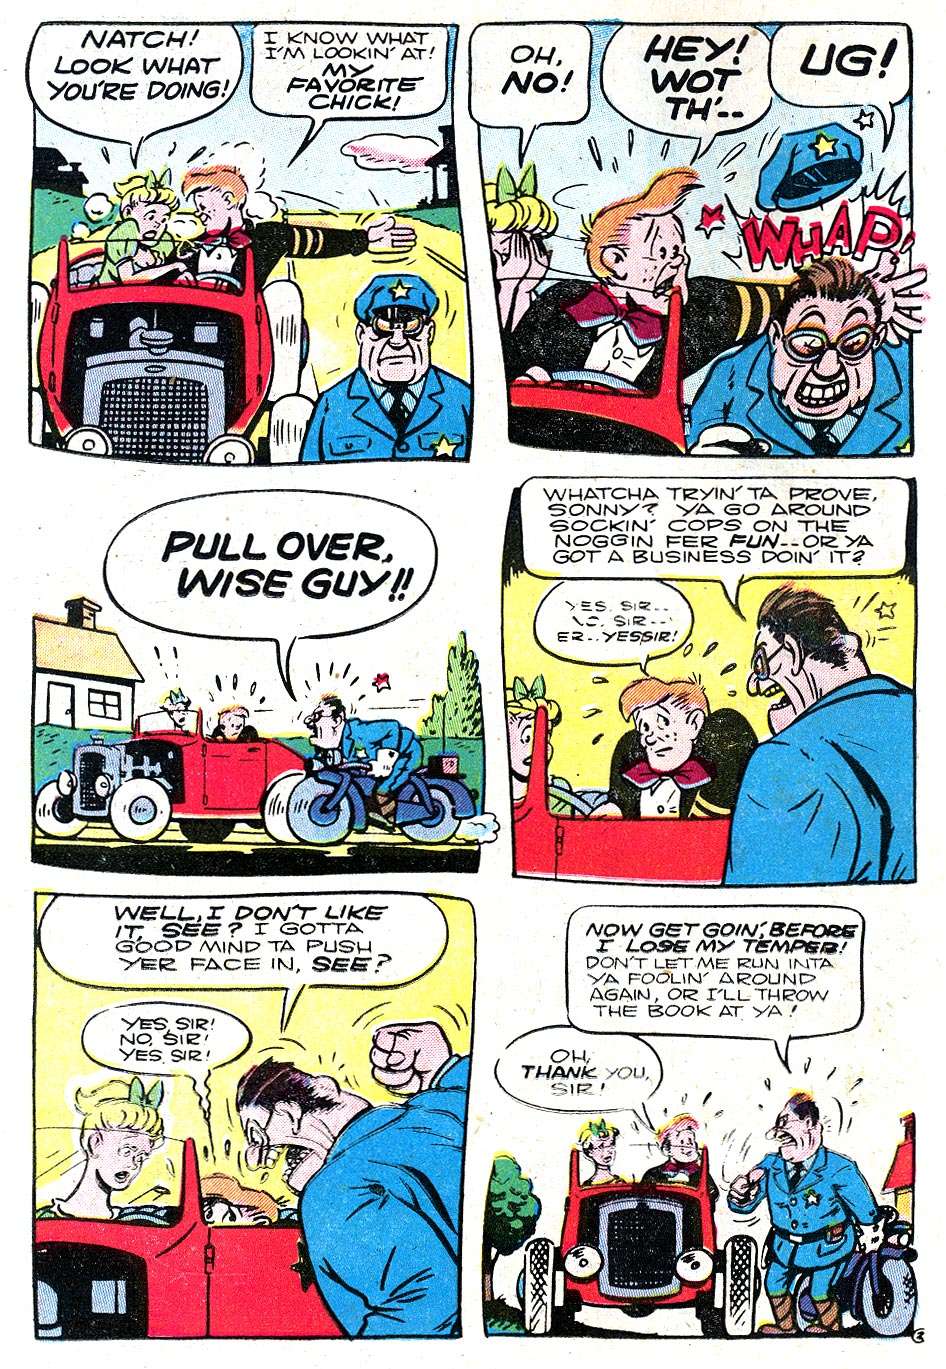 NATCH!
LOOK WHAT
YOU'RE DOING!
I KNOW WHAT
I'M LOOKIN' AT!
MY
FAVORITE
CHICK!
OH,
NO!
HEY!
WOT
TH'--
UG!
WHAP!
PULL OVER,
WISE GUY!!
WHATCHA TRYIN' TA PROVE,
SONNY? YA GO AROUND
SOCKIN' COPS ON THE
NOGGIN FER FUN--OR YA
GOT A BUSINESS DOIN' IT?
YES, SIR--
NO, SIR--
ER--YESSIR!
WELL, I DON'T LIKE
IT, SEE? I GOTTA
GOOD MIND TA PUSH
YER FACE IN, SEE?
YES, SIR!
NO, SIR!
YES, SIR!
NOW GET GOIN', BEFORE
I LOSE MY TEMPER!
DON'T LET ME RUN INTA
YA FOOLIN' AROUND
AGAIN, OR I'LL THROW
THE BOOK AT YA!
OH,
THANK YOU,
SIR!